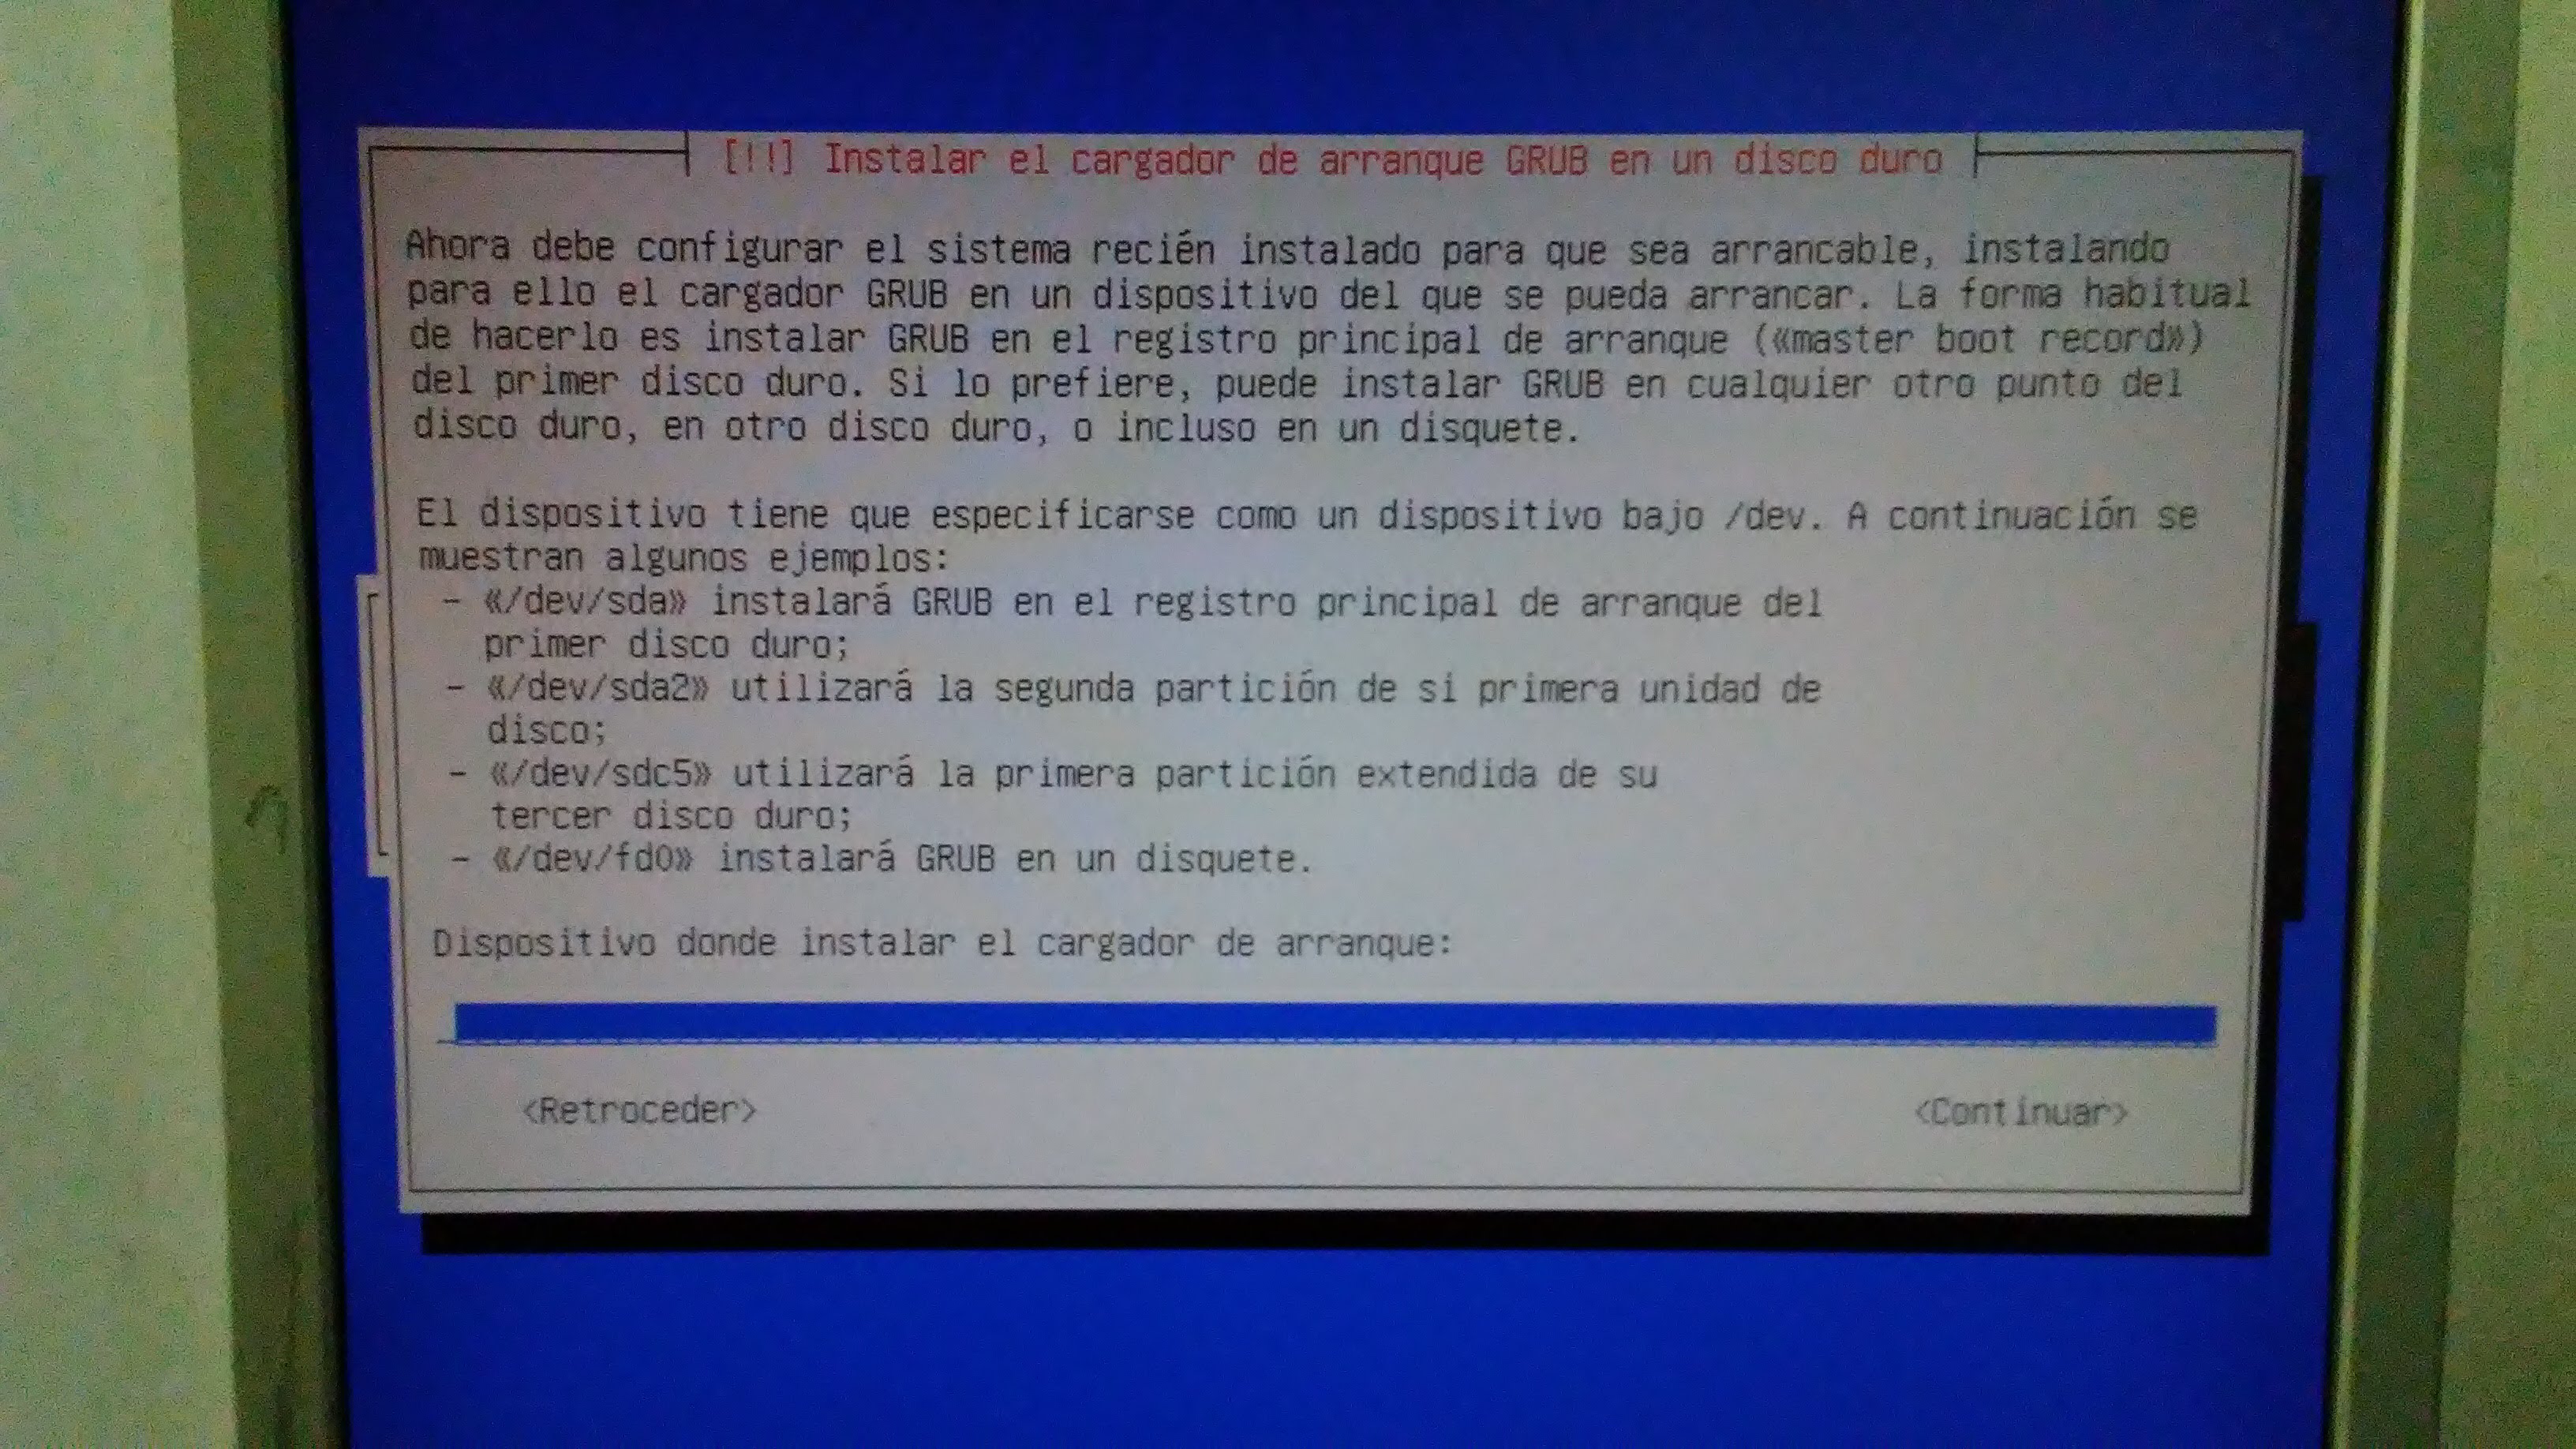 [!!] Instalar el cargador de arranque GRUB en un disco duro
Ahora debe configurar el sistema recién instalado para que sea arrancable, instalando
para ello el cargador GRUB en un dispositivo del que se pueda arrancar. La forma habitual
de hacerlo es instalar GRUB en el registro principal de arranque («master boot record»)
del primer disco duro. Si lo prefiere, puede instalar GRUB en cualquier otro punto del
disco duro, en otro disco duro, o incluso en un disquete.
El dispositivo tiene que especificarse como un dispositivo bajo /dev. A continuación se
muestran algunos ejemplos:
- «/dev/sda» instalará GRUB en el registro principal de arranque del
primer disco duro;
- «/dev/sda2» utilizará la segunda partición de si primera unidad de
disco;
- «/dev/sdc5» utilizará la primera partición extendida de su
tercer disco duro;
- «/dev/fd0» instalará GRUB en un disquete.
Dispositivo donde instalar el cargador de arranque:
<Retroceder> <Continuar>